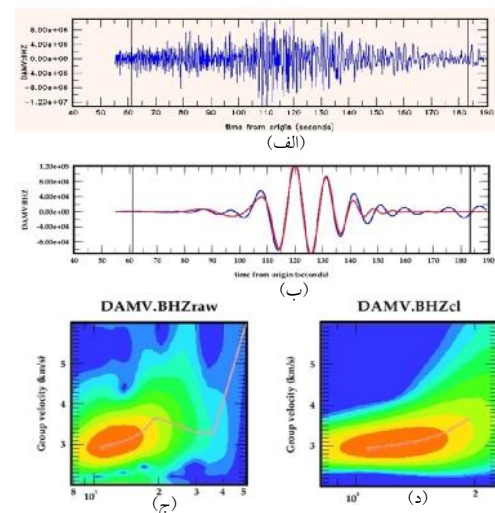 8.00e+06
4.00e+06
0.00e+00
-4.00e+06
-8.00e+06
-1.20e+07
DAMV.BHZ
40 50 60 70 80 90 100 110 120 130 140 150 160 170 180 190
time from origin (seconds)
(الف)
1.20e+05
8.00e+04
4.00e+04
0.00e+00
-4.00e+04
-8.00e+04
DAMV.BHZ
40 50 60 70 80 90 100 110 120 130 140 150 160 170 180 190
time from origin (seconds)
(ب)
DAMV.BHZraw
DAMV.BHZcl
Group velocity (km/s)
5
4
3
8 10¹ 2 3 4 5
(ج)
Group velocity (km/s)
5
4
3
10¹ 2
(د)